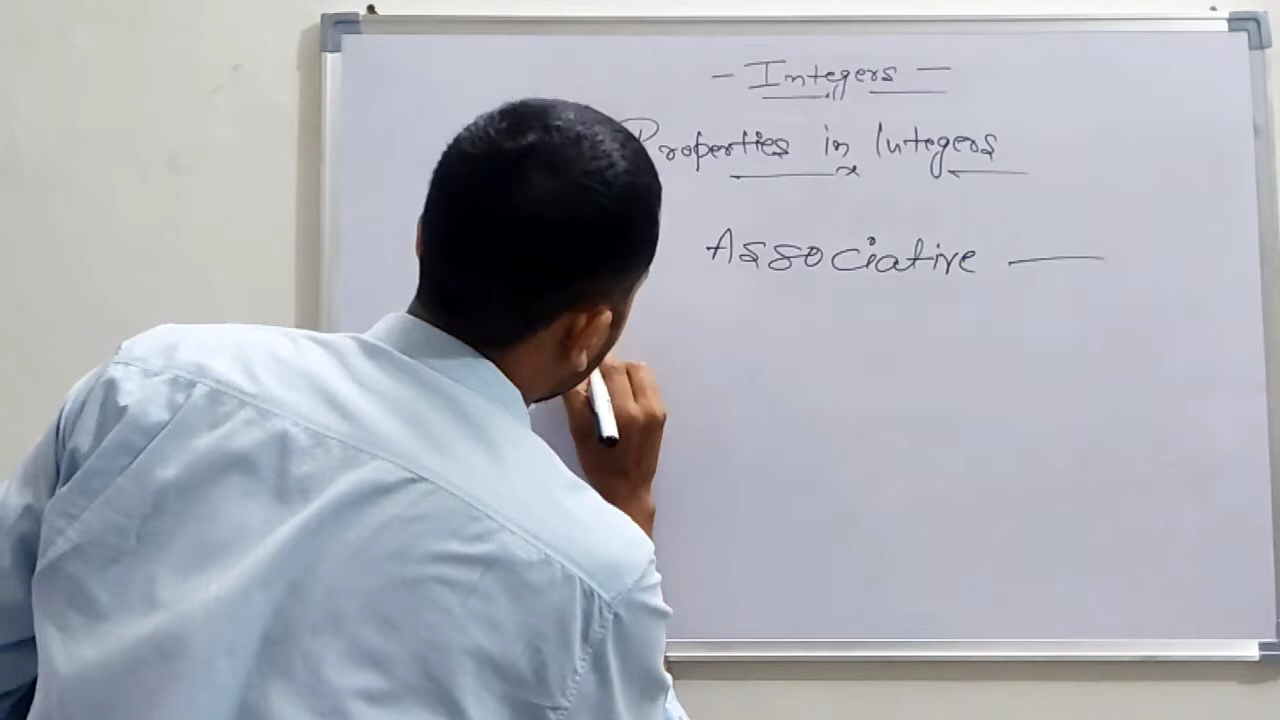 - Integers -
Properties in Integers
Associative —